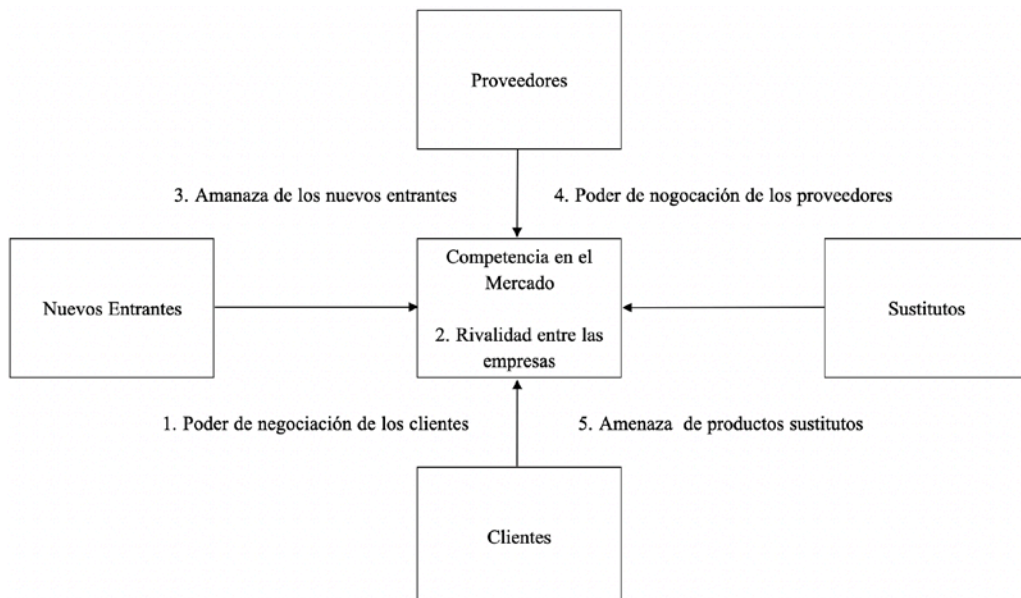 Proveedores
3. Amanaza de los nuevos entrantes
4. Poder de nogocación de los proveedores
Nuevos Entrantes
Competencia en el
Mercado
2. Rivalidad entre las
empresas
Sustitutos
1. Poder de negociación de los clientes
5. Amenaza de productos sustitutos
Clientes